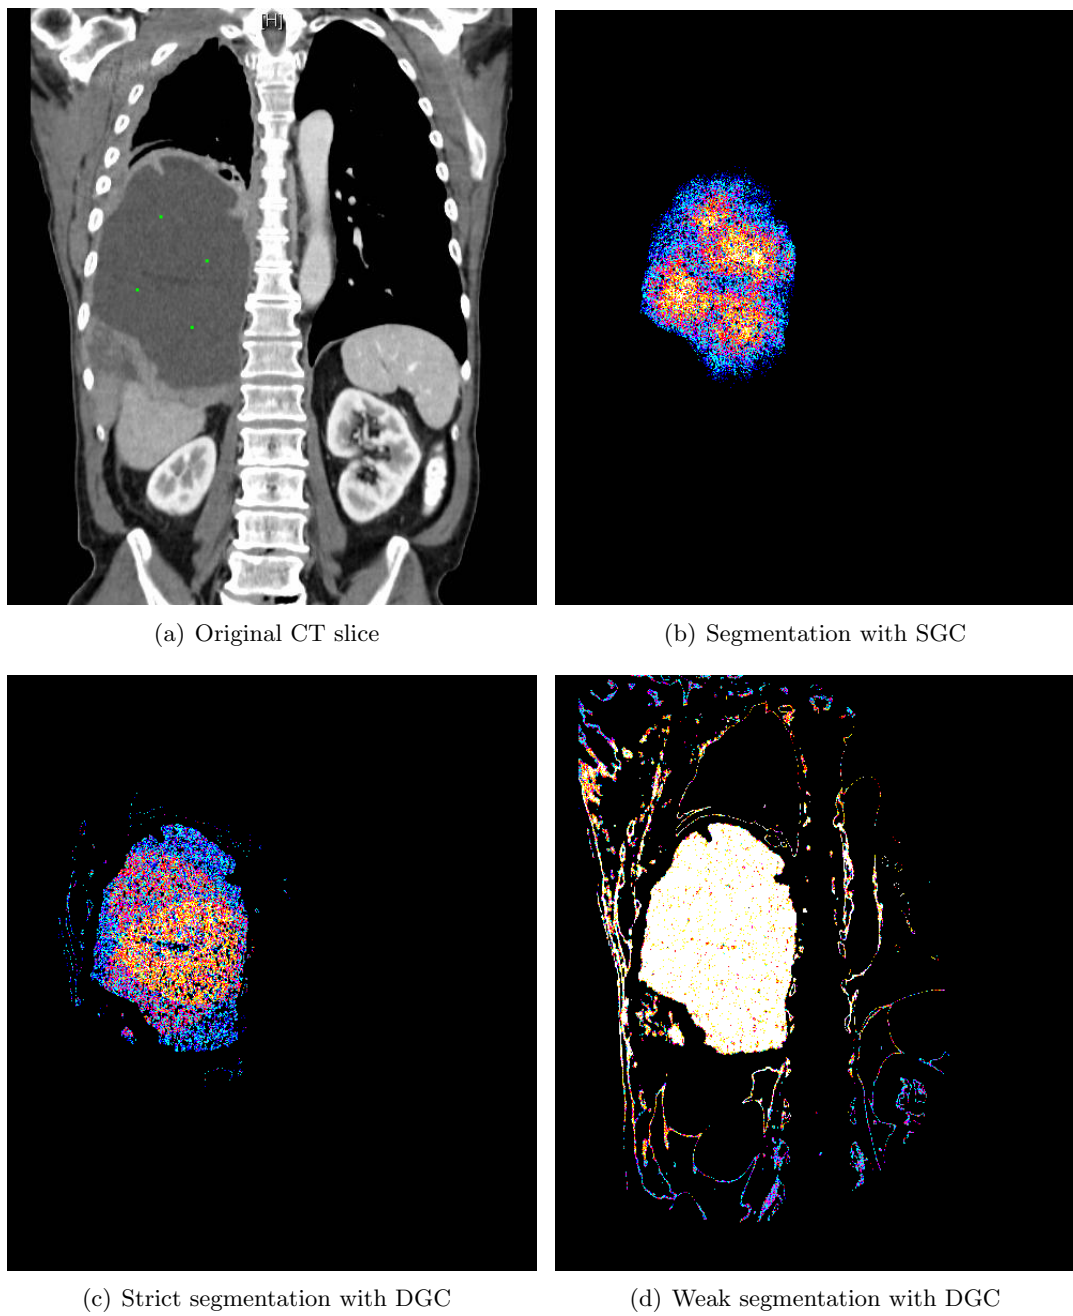 [H]
(a) Original CT slice
(b) Segmentation with SGC
(c) Strict segmentation with DGC
(d) Weak segmentation with DGC